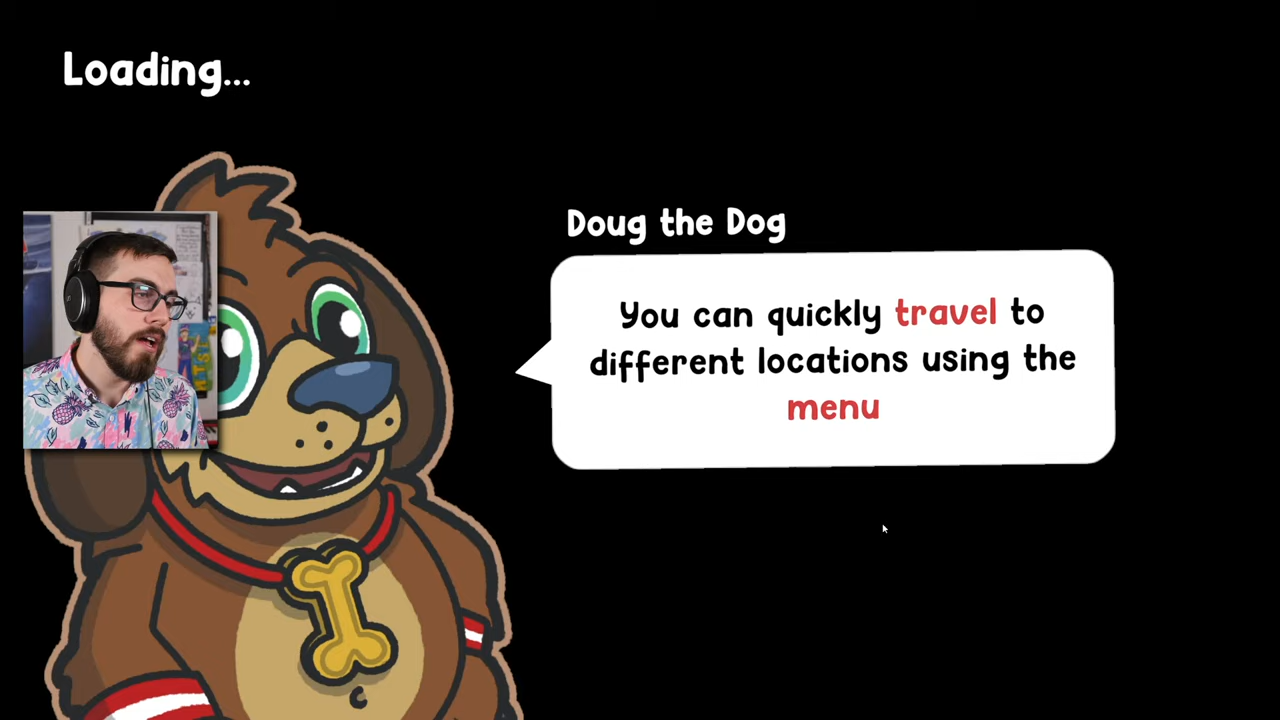 Loading...
Doug the Dog
You can quickly travel to
different locations using the
menu